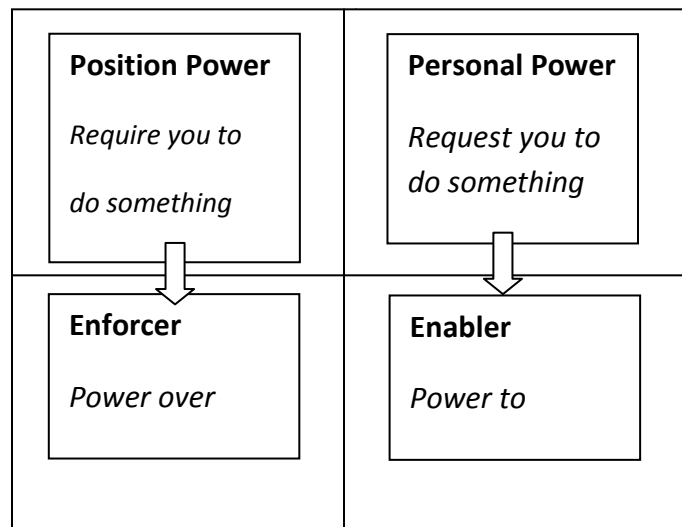 Position Power
Require you to
do something
Personal Power
Request you to
do something
Enforcer
Power over
Enabler
Power to